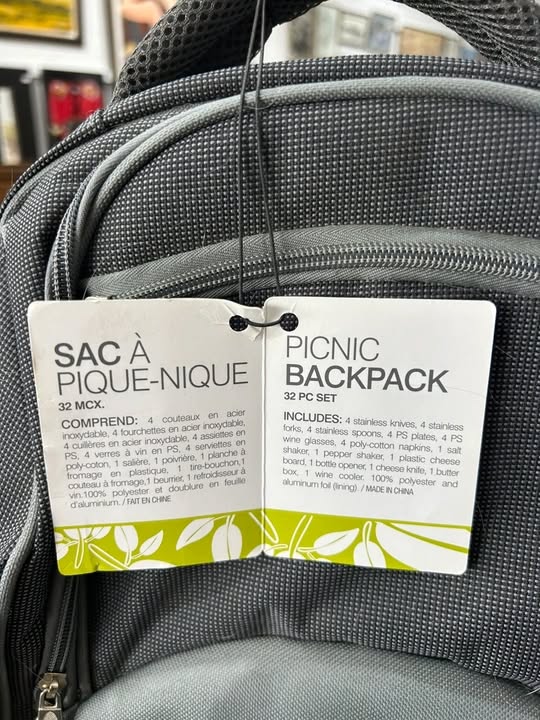 SAC À
PIQUE-NIQUE
32 MCX.
COMPREND: 4 couteaux en acier
inoxydable, 4 fourchettes en acier inoxydable,
4 cuillères en acier inoxydable, 4 assiettes en
PS, 4 verres à vin en PS, 4 serviettes en
poly-coton, 1 salière, 1 poivrière, 1 planche à
fromage en plastique. 1 tire-bouchon,1
couteau à fromage,1 beurrier, 1 refroidisseur à
vin.100% polyester et doublure en feuille
d'aluminium. / FAIT EN CHINE
PICNIC
BACKPACK
32 PC SET
INCLUDES: 4 stainless knives, 4 stainless
forks, 4 stainless spoons, 4 PS plates, 4 PS
wine glasses, 4 poly-cotton napkins, 1 salt
shaker, 1 pepper shaker, 1 plastic cheese
board, 1 bottle opener, 1 cheese knife, 1,butter
box, 1 wine cooler. 100% polyester and
aluminum foil (lining). / MADE IN CHINA